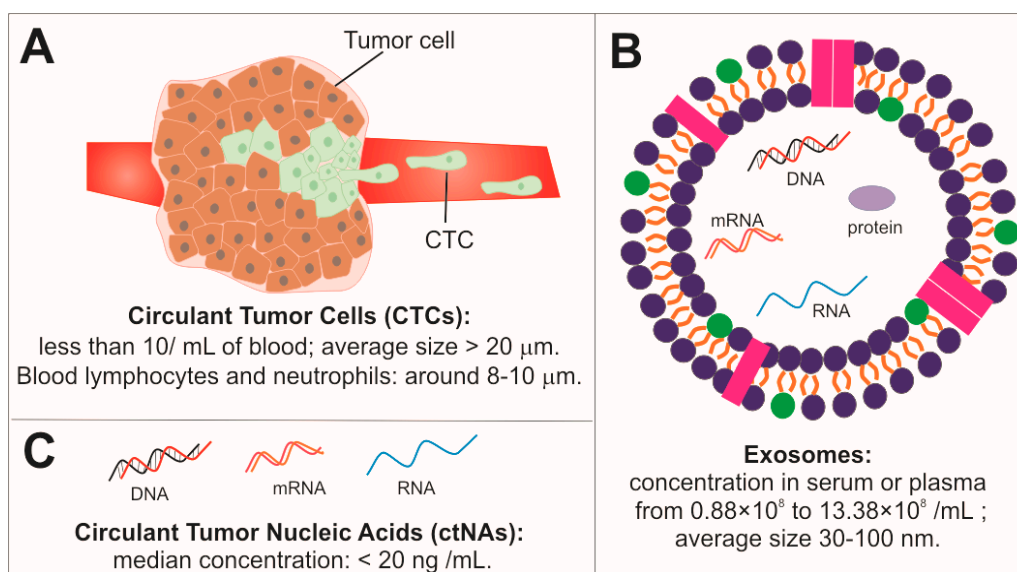 A
Tumor cell
CTC
Circulant Tumor Cells (CTCs):
less than 10/ mL of blood; average size > 20 μm.
Blood lymphocytes and neutrophils: around 8-10 μm.
B
DNA
mRNA
protein
RNA
Exosomes:
concentration in serum or plasma
from 0.88×10⁸ to 13.38×10⁸ /mL ;
average size 30-100 nm.
C
DNA
mRNA
RNA
Circulant Tumor Nucleic Acids (ctNAs):
median concentration: < 20 ng /mL.